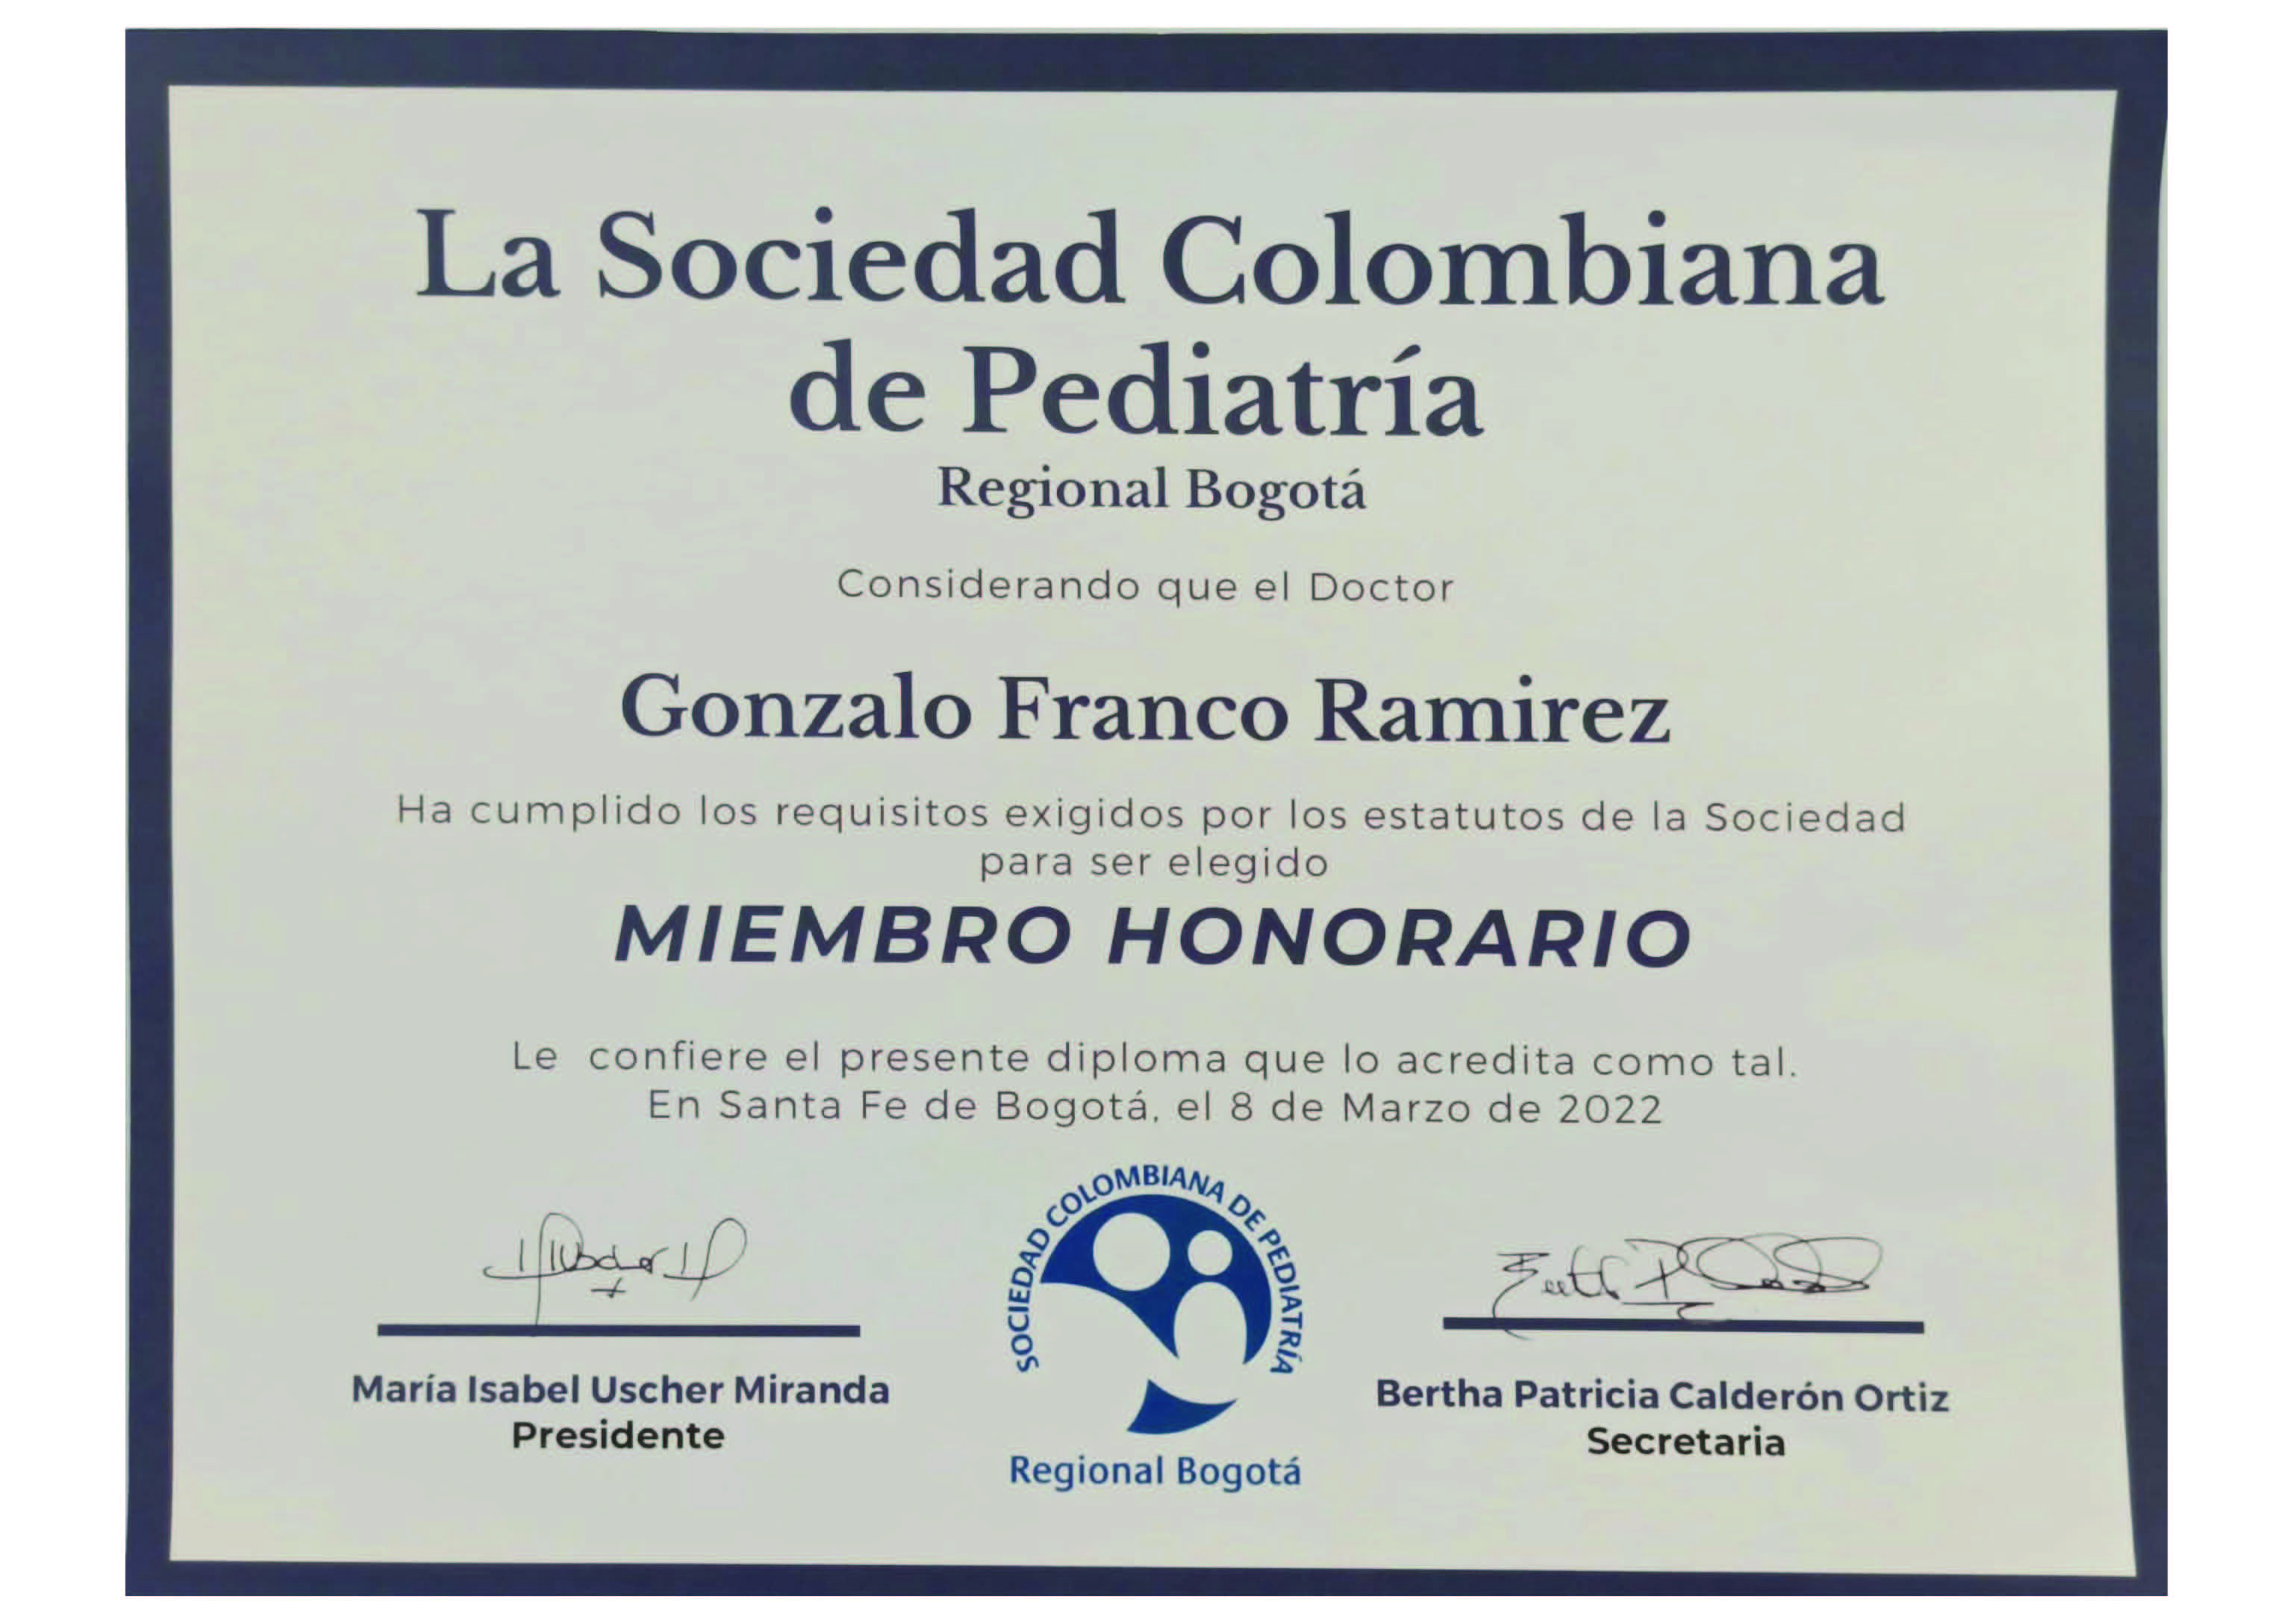 La Sociedad Colombiana
de Pediatría
Regional Bogotá
Considerando que el Doctor
Gonzalo Franco Ramirez
Ha cumplido los requisitos exigidos por los estatutos de la Sociedad
para ser elegido
MIEMBRO HONORARIO
Le confiere el presente diploma que lo acredita como tal.
En Santa Fe de Bogotá, el 8 de Marzo de 2022
SOCIEDAD COLOMBIANA DE PEDIATRÍA
Regional Bogotá
María Isabel Uscher Miranda
Presidente
Bertha Patricia Calderón Ortiz
Secretaria